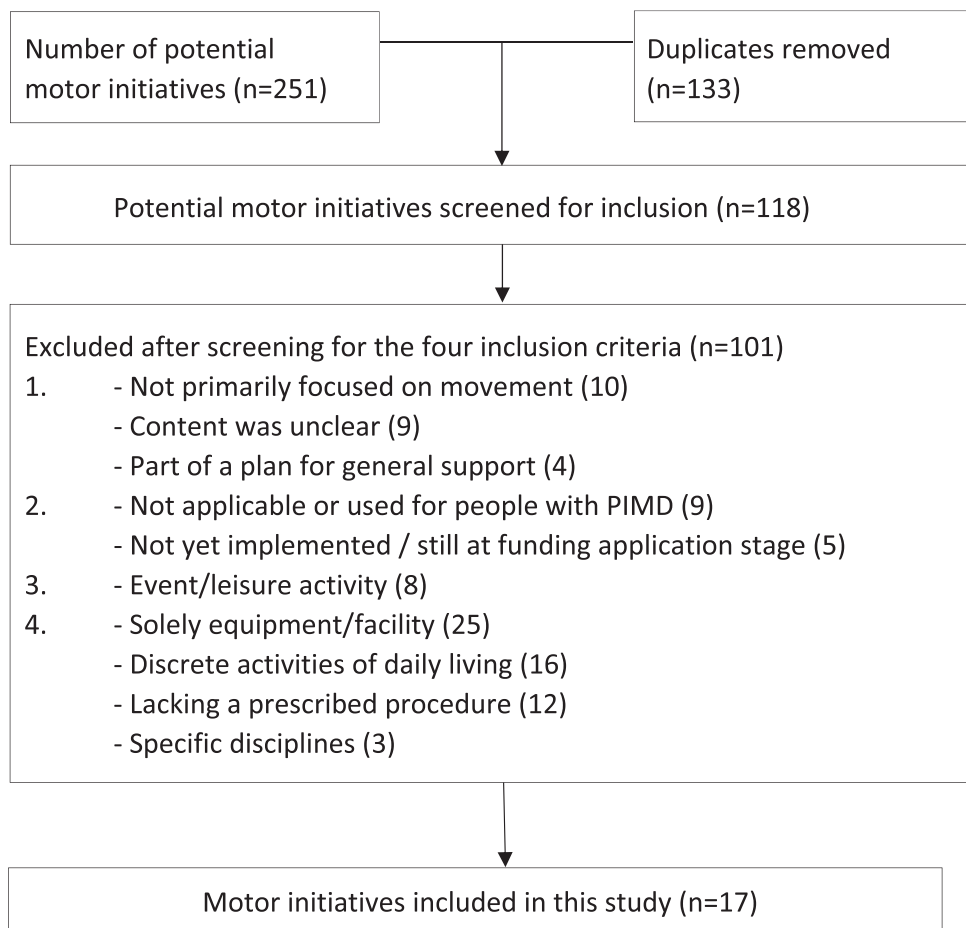 Number of potential
motor initiatives (n=251)
Duplicates removed
(n=133)
Potential motor initiatives screened for inclusion (n=118)
Excluded after screening for the four inclusion criteria (n=101)
1. - Not primarily focused on movement (10)
- Content was unclear (9)
- Part of a plan for general support (4)
2. - Not applicable or used for people with PIMD (9)
- Not yet implemented / still at funding application stage (5)
3. - Event/leisure activity (8)
4. - Solely equipment/facility (25)
- Discrete activities of daily living (16)
- Lacking a prescribed procedure (12)
- Specific disciplines (3)
Motor initiatives included in this study (n=17)